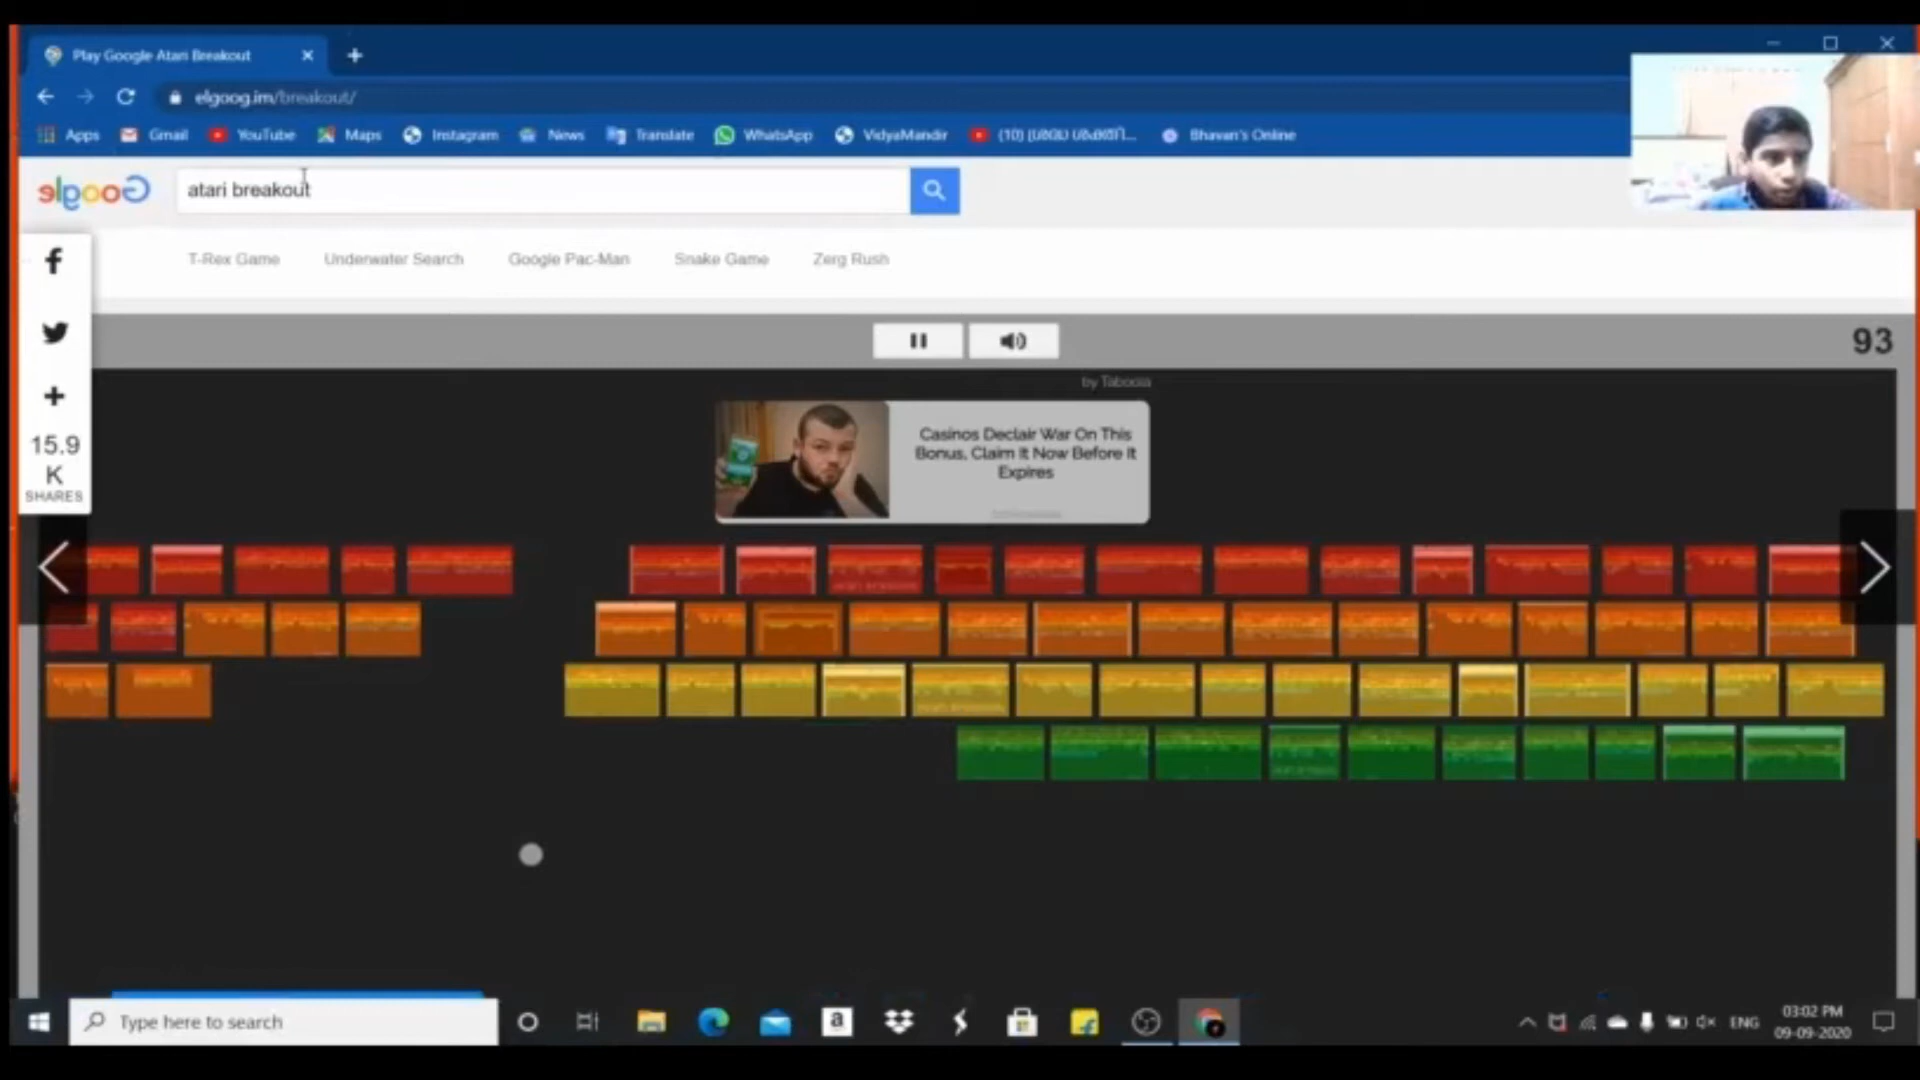 Play Google Atari Breakout
elgoog.im/breakout/
Apps
Gmail
YouTube
Maps
Instagram
News
Translate
WhatsApp
VidyaMandir
(10)
Bhavan's Online
Google
atari breakout
T-Rex Game
Underwater Search
Google Pac-Man
Snake Game
Zerg Rush
93
by Taboola
Casinos Declair War On This
Bonus, Claim It Now Before It
Expires
15.9
K
SHARES
Type here to search
ENG
03:02 PM
09-09-2020